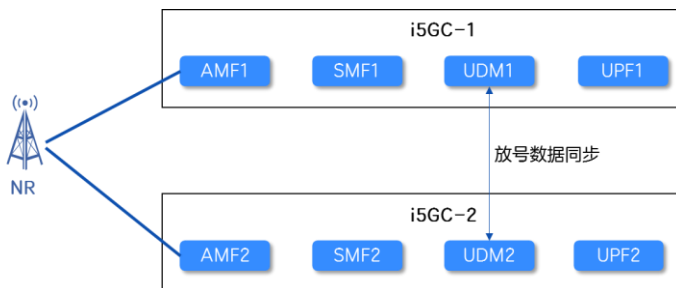 i5GC-1
AMF1 SMF1 UDM1 UPF1
放号数据同步
NR
i5GC-2
AMF2 SMF2 UDM2 UPF2